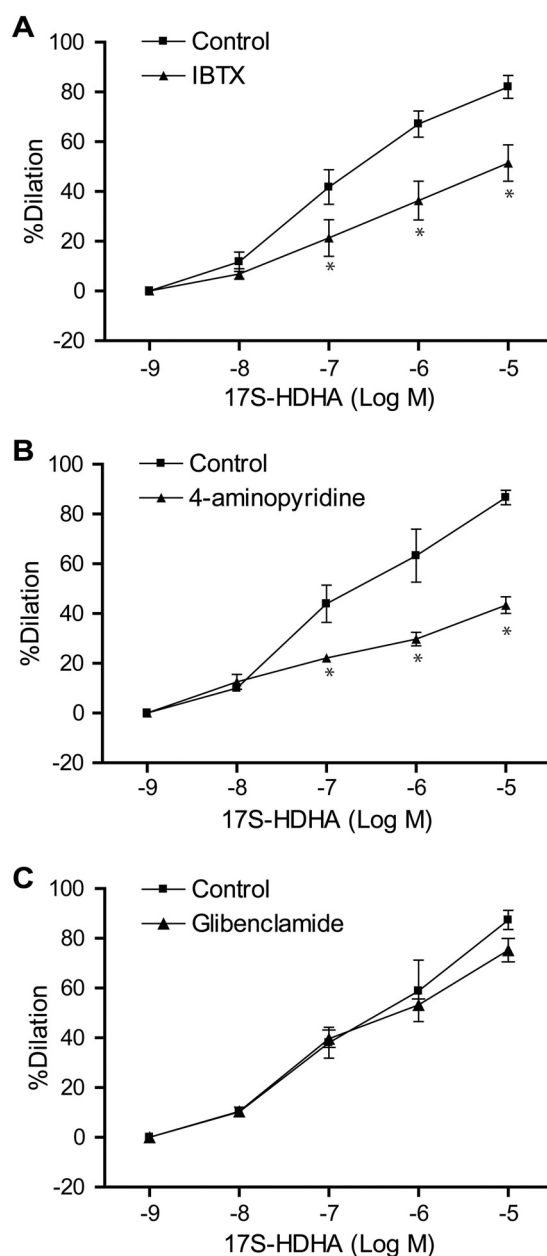 A
100
80
60
40
20
0
-20
%Dilation
Control
IBTX
*
*
*
-9 -8 -7 -6 -5
17S-HDHA (Log M)
B
100
80
60
40
20
0
-20
%Dilation
Control
4-aminopyridine
*
*
*
-9 -8 -7 -6 -5
17S-HDHA (Log M)
C
100
80
60
40
20
0
-20
%Dilation
Control
Glibenclamide
-9 -8 -7 -6 -5
17S-HDHA (Log M)